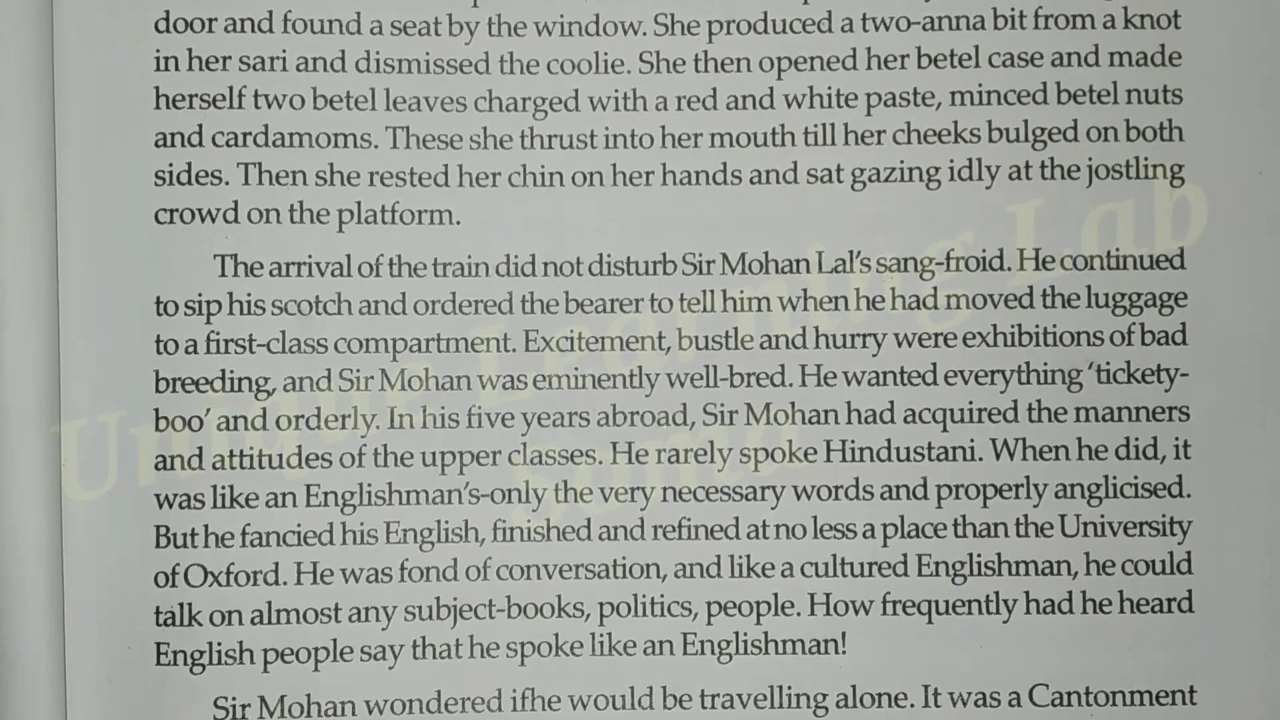 door and found a seat by the window. She produced a two-anna bit from a knot
in her sari and dismissed the coolie. She then opened her betel case and made
herself two betel leaves charged with a red and white paste, minced betel nuts
and cardamoms. These she thrust into her mouth till her cheeks bulged on both
sides. Then she rested her chin on her hands and sat gazing idly at the jostling
crowd on the platform.
The arrival of the train did not disturb Sir Mohan Lal's sang-froid. He continued
to sip his scotch and ordered the bearer to tell him when he had moved the luggage
to a first-class compartment. Excitement, bustle and hurry were exhibitions of bad
breeding, and Sir Mohan was eminently well-bred. He wanted everything 'tickety-
boo' and orderly. In his five years abroad, Sir Mohan had acquired the manners
and attitudes of the upper classes. He rarely spoke Hindustani. When he did, it
was like an Englishman's-only the very necessary words and properly anglicised.
But he fancied his English, finished and refined at no less a place than the University
of Oxford. He was fond of conversation, and like a cultured Englishman, he could
talk on almost any subject-books, politics, people. How frequently had he heard
English people say that he spoke like an Englishman!
Sir Mohan wondered ifhe would be travelling alone. It was a Cantonment
Learning Lab